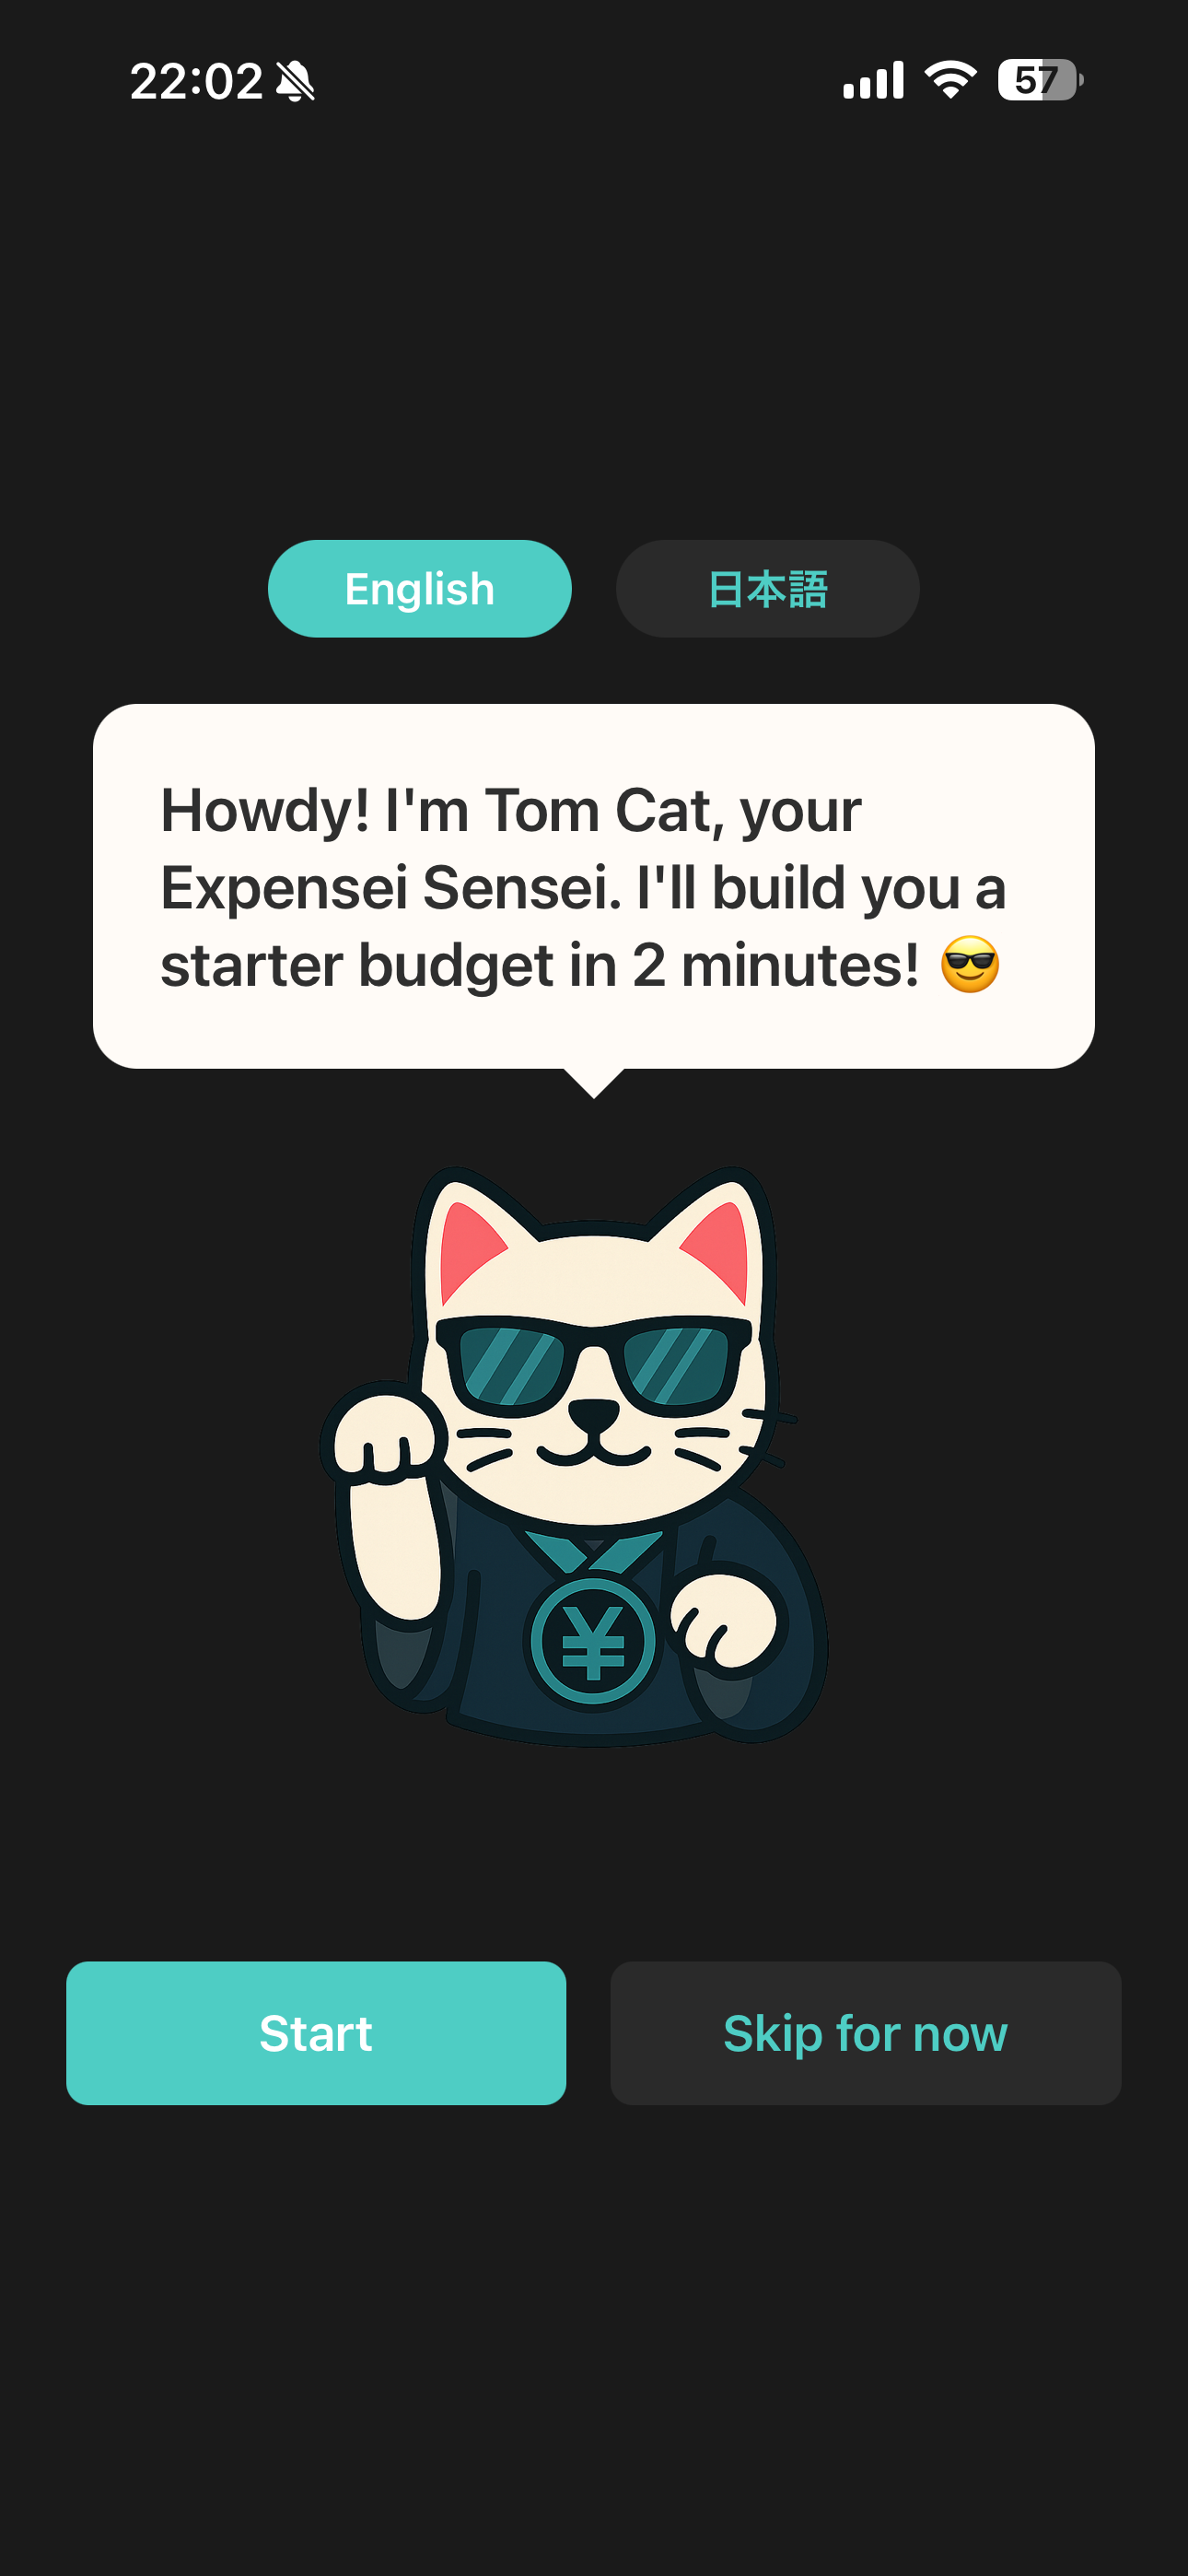 22:02
57
English
日本語
Howdy! I'm Tom Cat, your
Expensei Sensei. I'll build you a
starter budget in 2 minutes! 😎
¥
Start
Skip for now